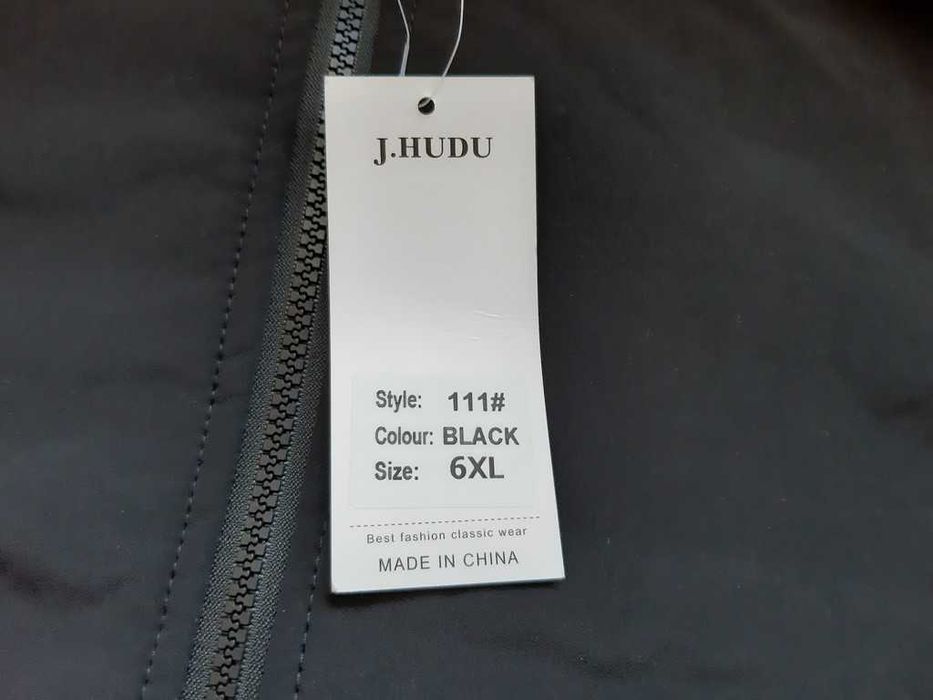 J.HUDU
Style: 111#
Colour: BLACK
Size: 6XL
Best fashion classic wear
MADE IN CHINA